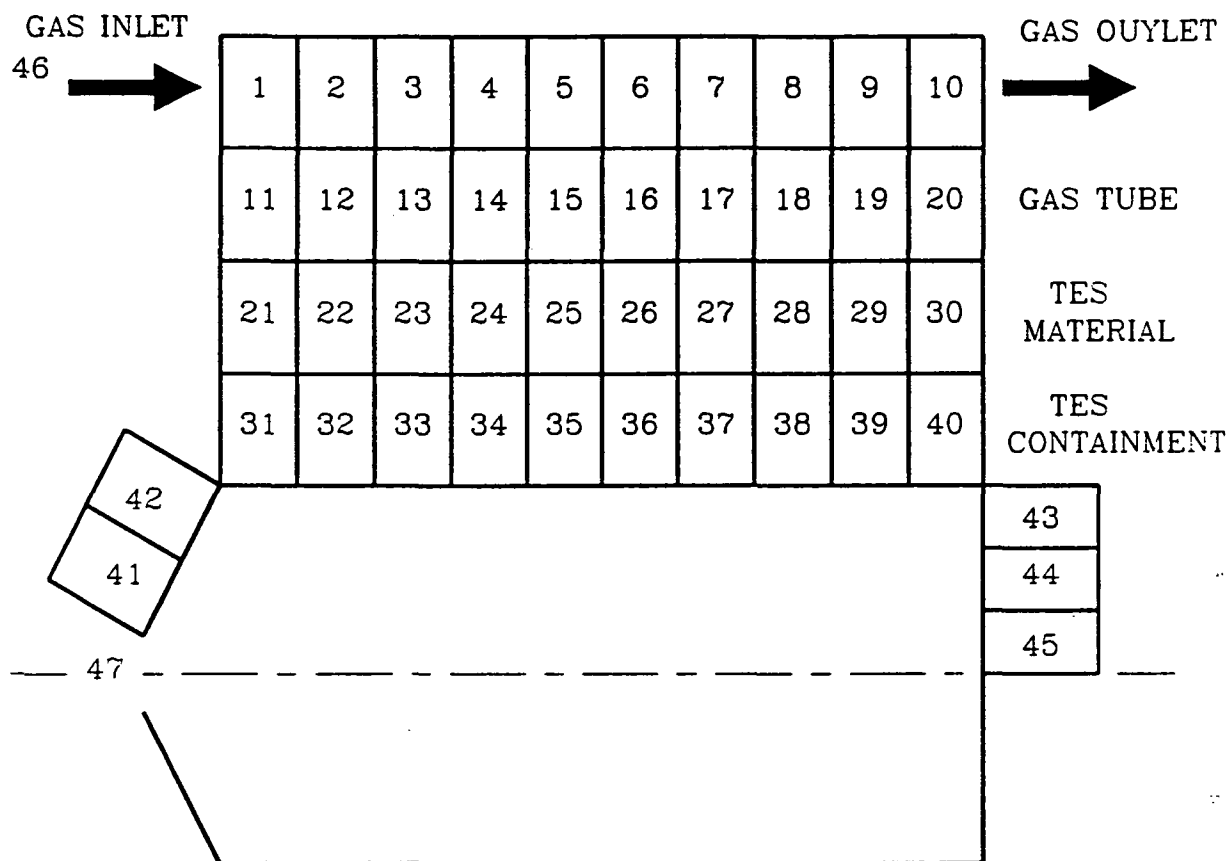 GAS INLET
GAS OUYLET
46
1 2 3 4 5 6 7 8 9 10
11 12 13 14 15 16 17 18 19 20
GAS TUBE
21 22 23 24 25 26 27 28 29 30
TES
MATERIAL
31 32 33 34 35 36 37 38 39 40
TES
CONTAINMENT
42
43
41
44
45
47